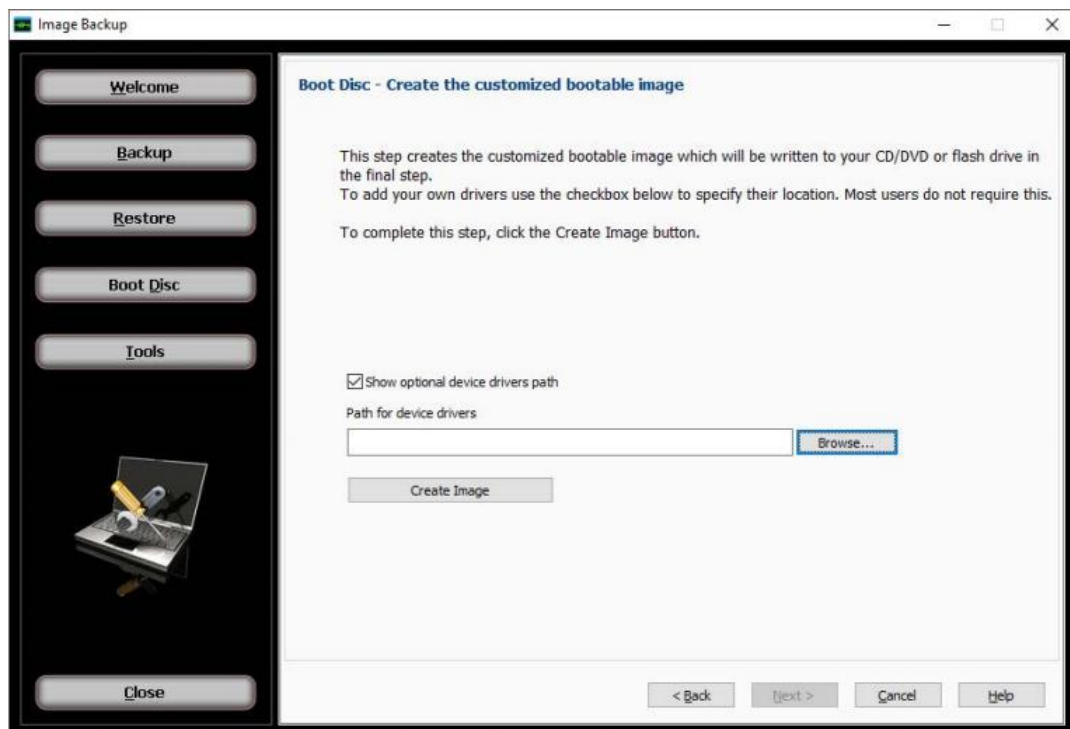 Image Backup
Welcome
Backup
Restore
Boot Disc
Tools
Close
Boot Disc - Create the customized bootable image
This step creates the customized bootable image which will be written to your CD/DVD or flash drive in
the final step.
To add your own drivers use the checkbox below to specify their location. Most users do not require this.
To complete this step, click the Create Image button.
Show optional device drivers path
Path for device drivers
Browse...
Create Image
< Back
Next >
Cancel
Help